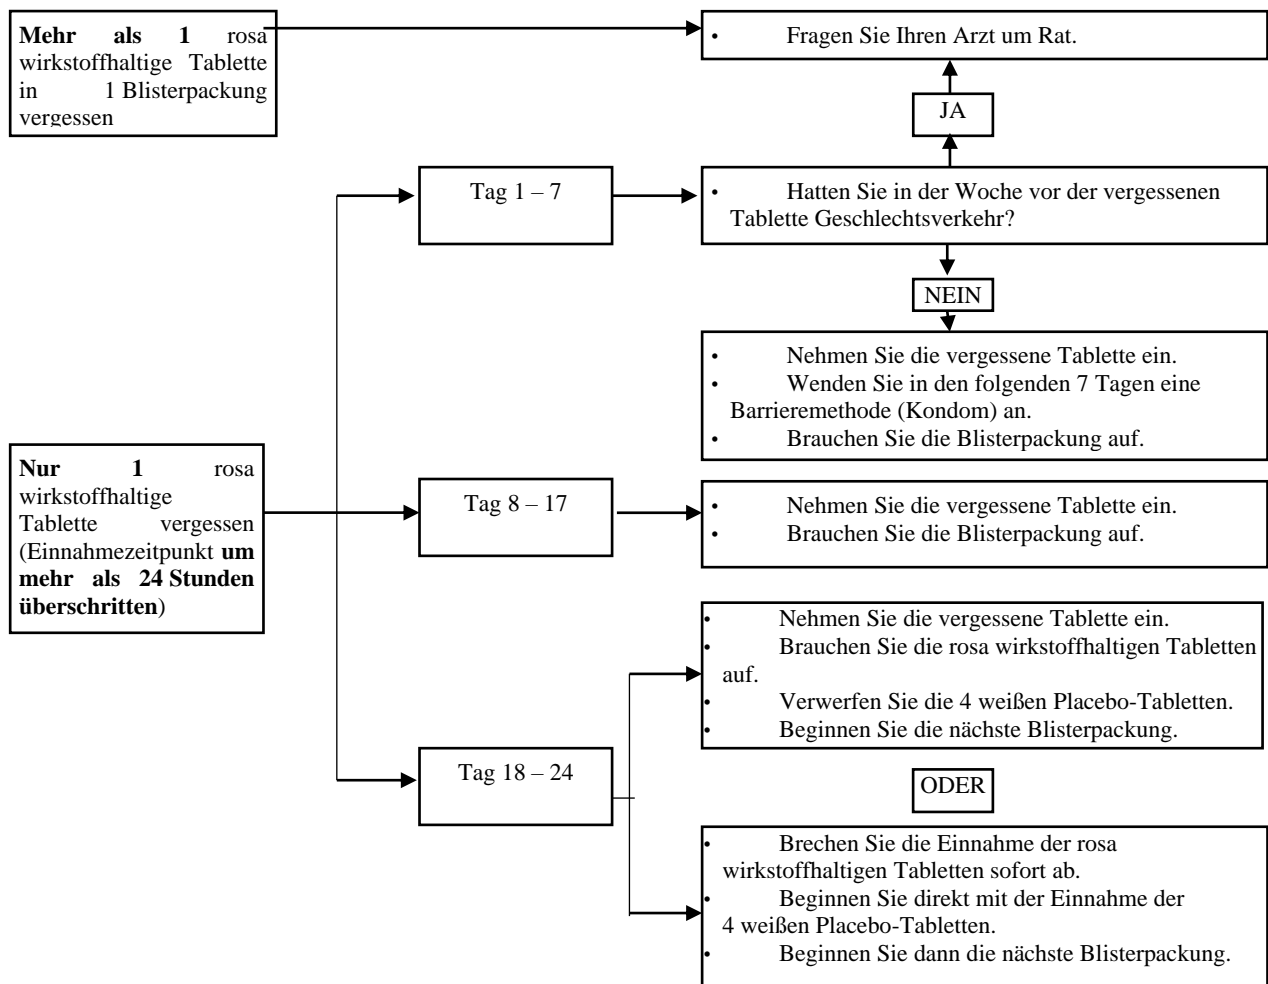 Mehr als 1 rosa
wirkstoffhaltige Tablette
in 1 Blisterpackung
vergessen
• Fragen Sie Ihren Arzt um Rat.
JA
Tag 1 – 7
• Hatten Sie in der Woche vor der vergessenen
Tablette Geschlechtsverkehr?
NEIN
• Nehmen Sie die vergessene Tablette ein.
• Wenden Sie in den folgenden 7 Tagen eine
Barrieremethode (Kondom) an.
• Brauchen Sie die Blisterpackung auf.
Nur 1 rosa
wirkstoffhaltige
Tablette vergessen
(Einnahmezeitpunkt um
mehr als 24 Stunden
überschritten)
Tag 8 – 17
• Nehmen Sie die vergessene Tablette ein.
• Brauchen Sie die Blisterpackung auf.
Tag 18 – 24
• Nehmen Sie die vergessene Tablette ein.
• Brauchen Sie die rosa wirkstoffhaltigen Tabletten
auf.
• Verwerfen Sie die 4 weißen Placebo-Tabletten.
• Beginnen Sie die nächste Blisterpackung.
ODER
• Brechen Sie die Einnahme der rosa
wirkstoffhaltigen Tabletten sofort ab.
• Beginnen Sie direkt mit der Einnahme der
4 weißen Placebo-Tabletten.
• Beginnen Sie dann die nächste Blisterpackung.